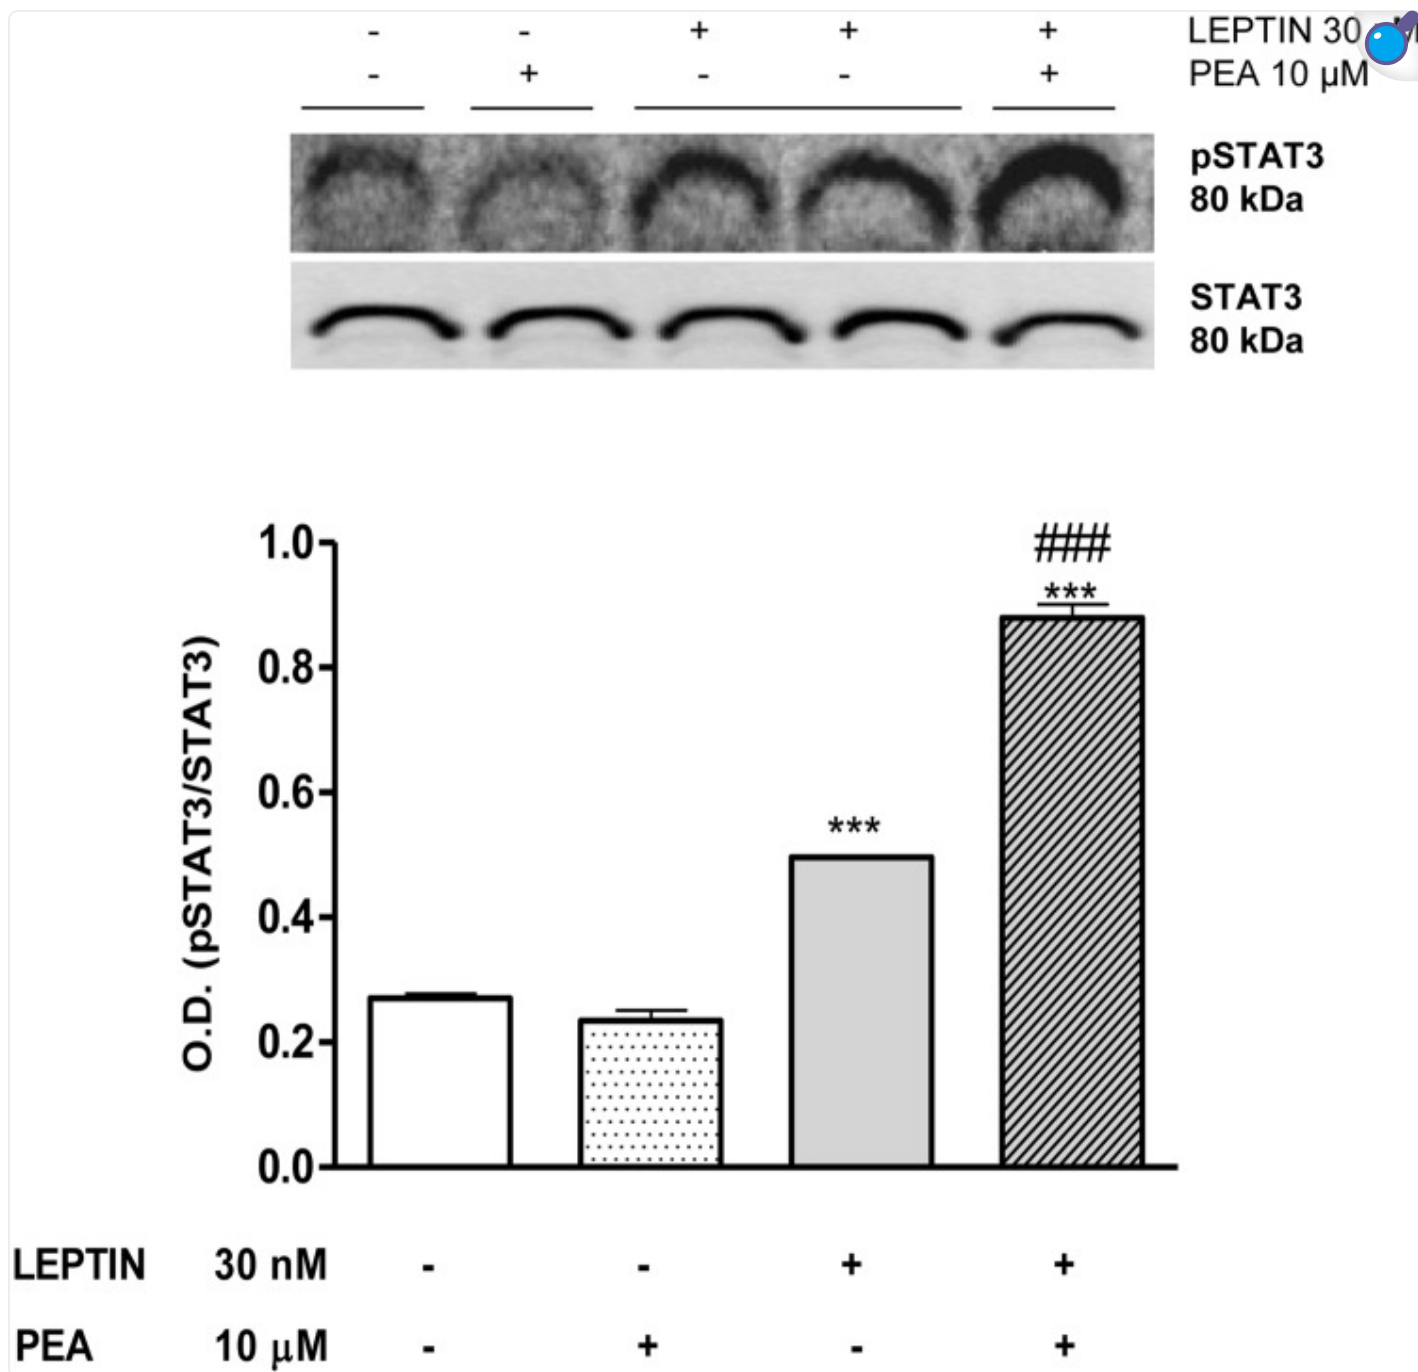 - - + + + LEPTIN 30
- + - - + PEA 10 µM
pSTAT3
80 kDa
STAT3
80 kDa
###
***
***
1.0
0.8
0.6
0.4
0.2
0.0
O.D. (pSTAT3/STAT3)
LEPTIN 30 nM - - + +
PEA 10 µM - + - +